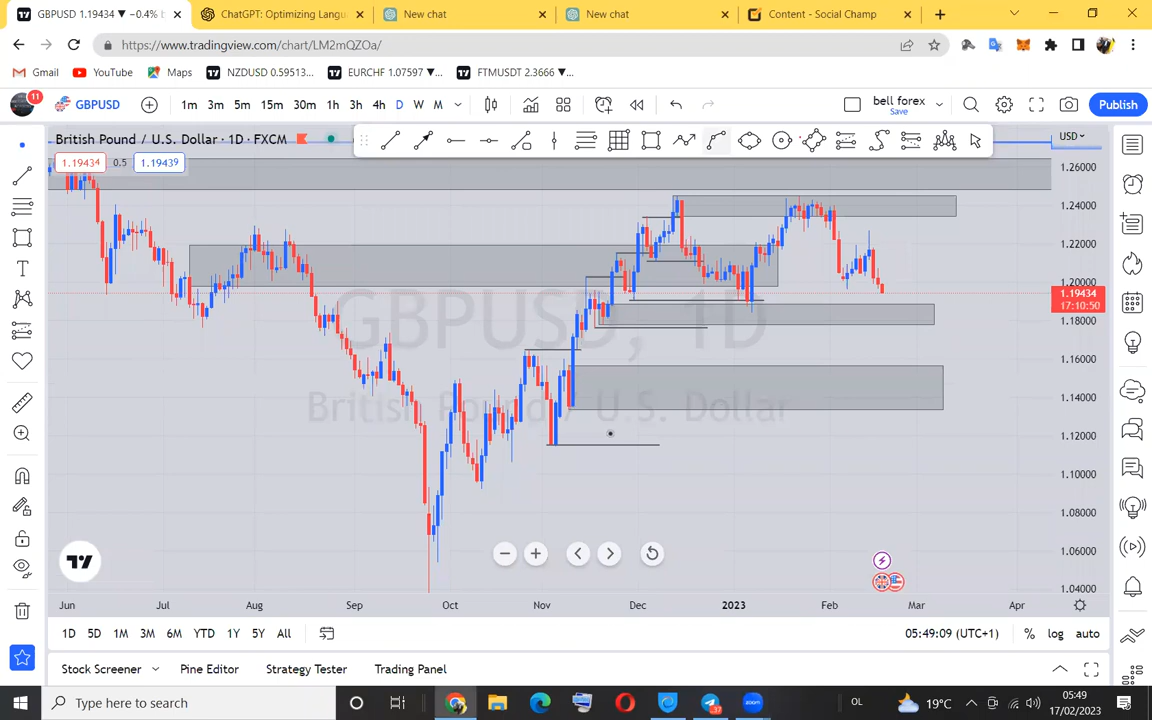 GBPUSD 1.19434 ▼ −0.4% b
ChatGPT: Optimizing Langu
New chat
New chat
Content - Social Champ
https://www.tradingview.com/chart/LM2mQZOa/
Gmail
YouTube
Maps
NZDUSD 0.59513...
EURCHF 1.07597 ▼...
FTMUSDT 2.3666 ▼...
11
GBPUSD
1m 3m 5m 15m 30m 1h 3h 4h D W M
bell forex
Save
Publish
British Pound / U.S. Dollar · 1D · FXCM
USD
1.19434 0.5 1.19439
1.26000
1.24000
1.22000
1.20000
1.19434
17:10:50
1.18000
1.16000
1.14000
1.12000
1.10000
1.08000
1.06000
1.04000
GBPUSD, 1D
British Pound / U.S. Dollar
Jun Jul Aug Sep Oct Nov Dec 2023 Feb Mar Apr
1D 5D 1M 3M 6M YTD 1Y 5Y All
05:49:09 (UTC+1) % log auto
Stock Screener Pine Editor Strategy Tester Trading Panel
Type here to search
OL
19°C
05:49
17/02/2023